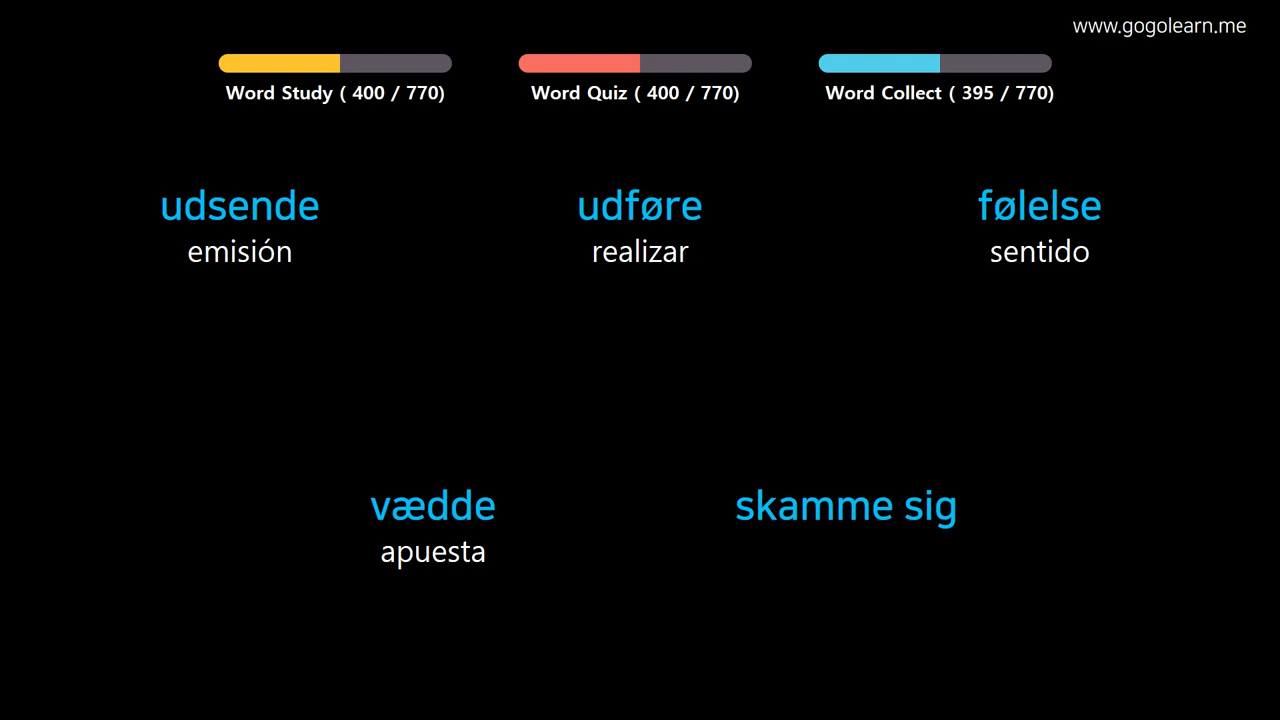 www.gogolearn.me
Word Study ( 400 / 770)
Word Quiz ( 400 / 770)
Word Collect ( 395 / 770)
udsende
emisión
udføre
realizar
følelse
sentido
vædde
apuesta
skamme sig